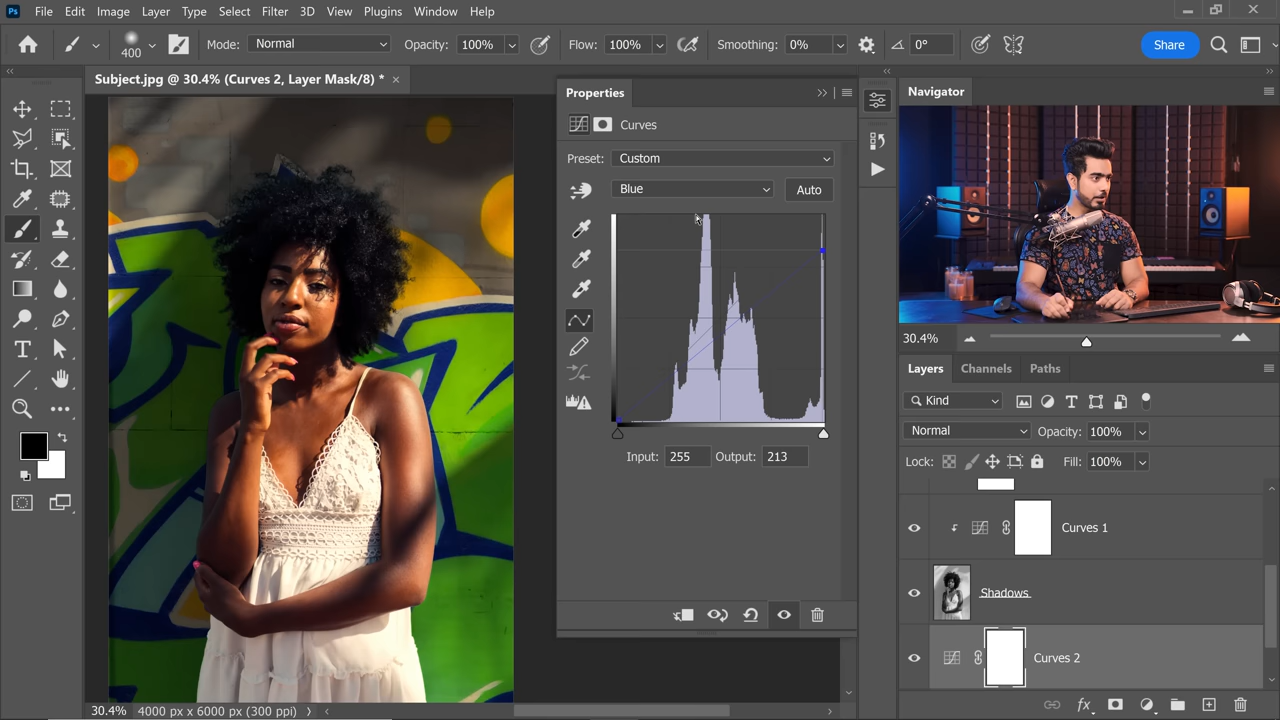 Ps File Edit Image Layer Type Select Filter 3D View Plugins Window Help
400 Mode: Normal Opacity: 100% Flow: 100% Smoothing: 0% 0° Share
Subject.jpg @ 30.4% (Curves 2, Layer Mask/8) *
Properties
Curves
Preset: Custom
Blue Auto
Input: 255 Output: 213
Navigator
30.4%
Layers Channels Paths
Kind
Normal Opacity: 100%
Lock: Fill: 100%
Curves 1
Shadows
Curves 2
fx
30.4% 4000 px x 6000 px (300 ppi)